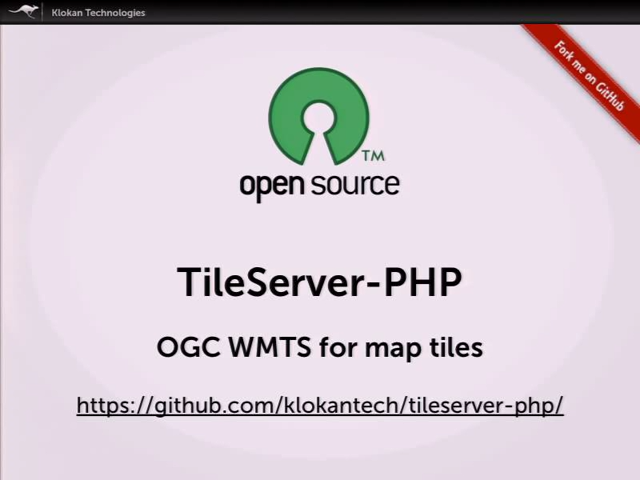 Klokan Technologies
Fork me on GitHub
TM
open source
TileServer-PHP
OGC WMTS for map tiles
https://github.com/klokantech/tileserver-php/